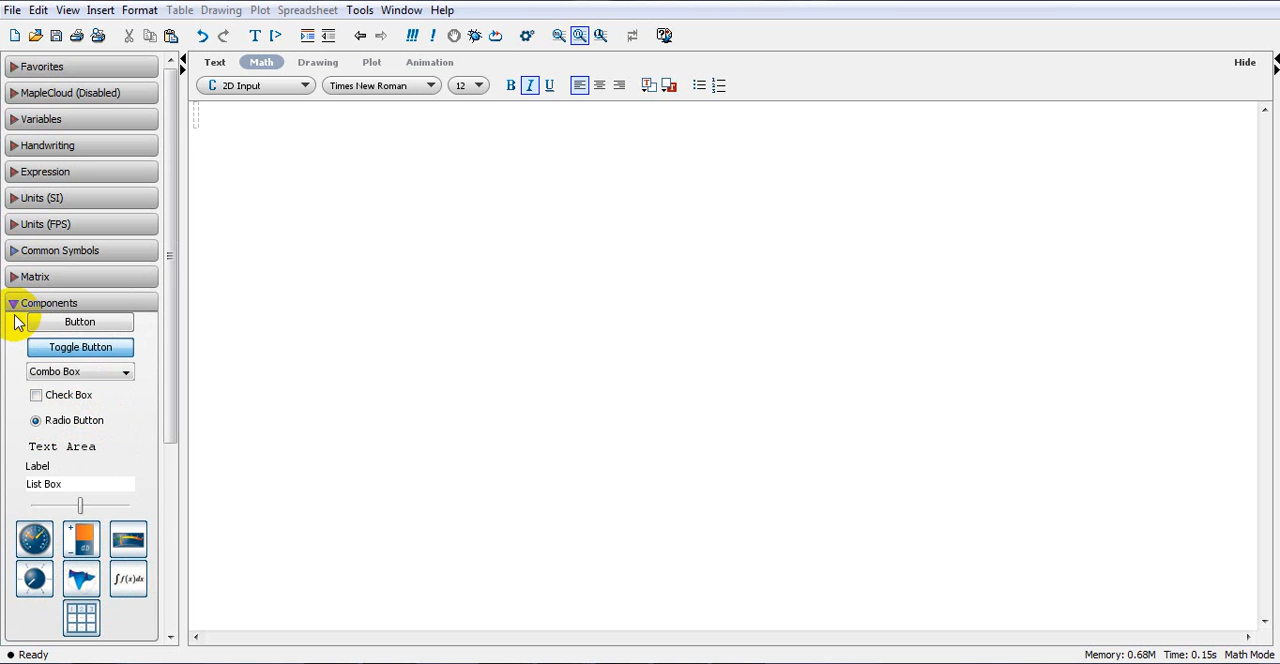 File Edit View Insert Format Table Drawing Plot Spreadsheet Tools Window Help
Text Math Drawing Plot Animation Hide
C 2D Input Times New Roman 12 B I U
Favorites
MapleCloud (Disabled)
Variables
Handwriting
Expression
Units (SI)
Units (FPS)
Common Symbols
Matrix
Components
Button
Toggle Button
Combo Box
Check Box
Radio Button
Text Area
Label
List Box
∫f(x)dx
Ready Memory: 0.68M Time: 0.15s Math Mode